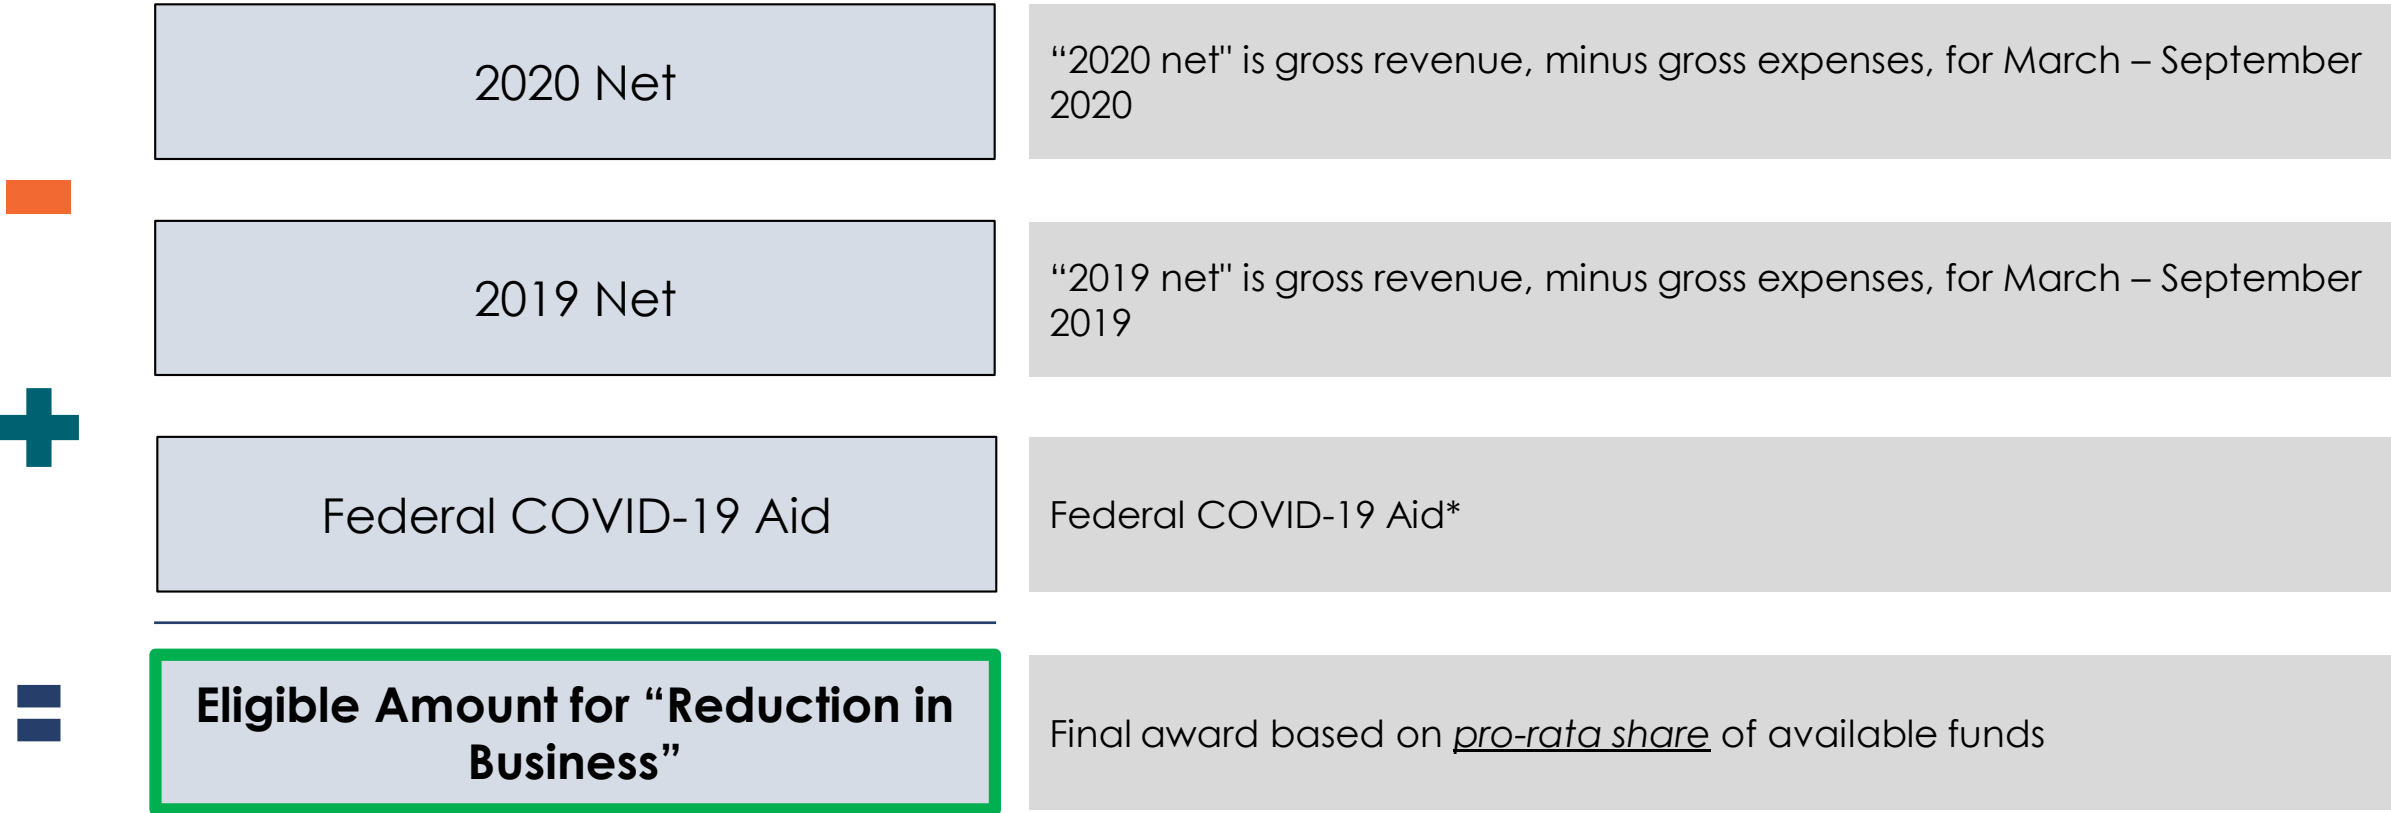 2020 Net
“2020 net" is gross revenue, minus gross expenses, for March – September
2020
2019 Net
“2019 net" is gross revenue, minus gross expenses, for March – September
2019
Federal COVID-19 Aid
Federal COVID-19 Aid*
Eligible Amount for “Reduction in
Business”
Final award based on pro-rata share of available funds